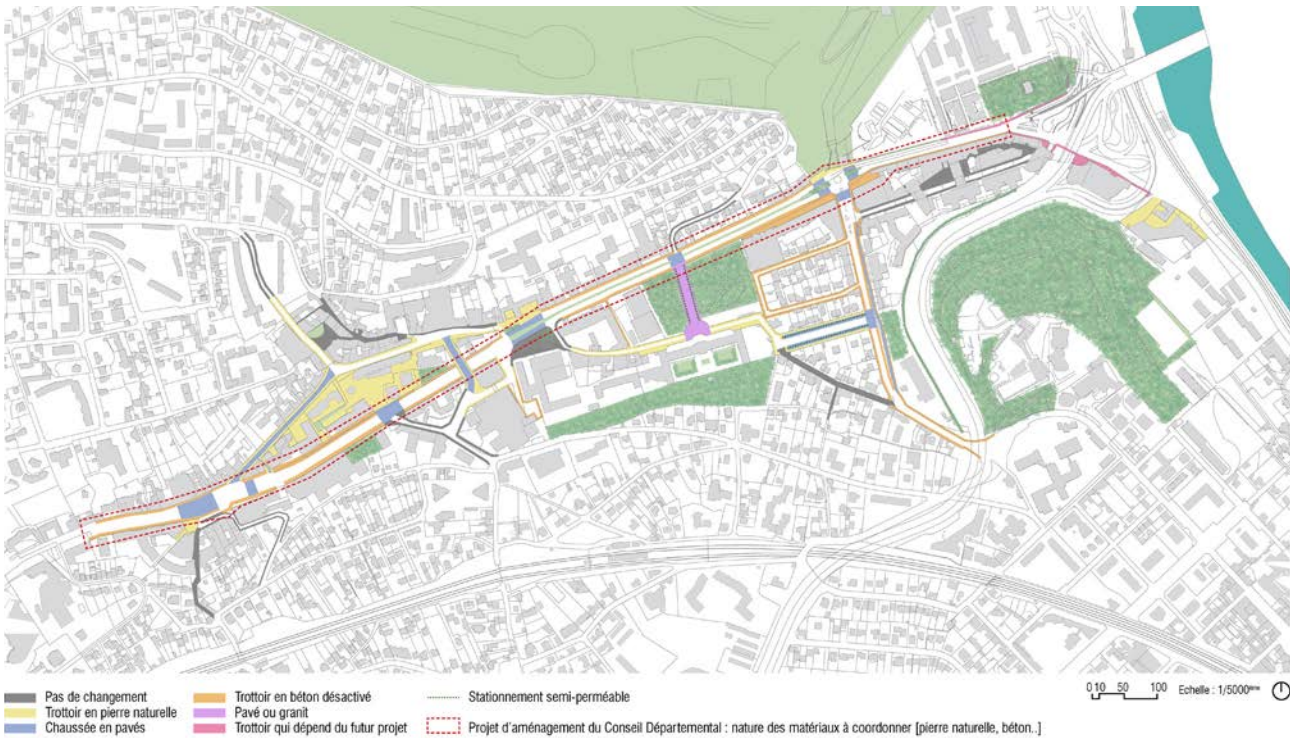 Pas de changement
Trottoir en pierre naturelle
Chaussée en pavés
Trottoir en béton désactivé
Pavé ou granit
Trottoir qui dépend du futur projet
Stationnement semi-perméable
Projet d'aménagement du Conseil Départemental : nature des matériaux à coordonner [pierre naturelle, béton..]
0 10 50 100 Echelle : 1/5000ème